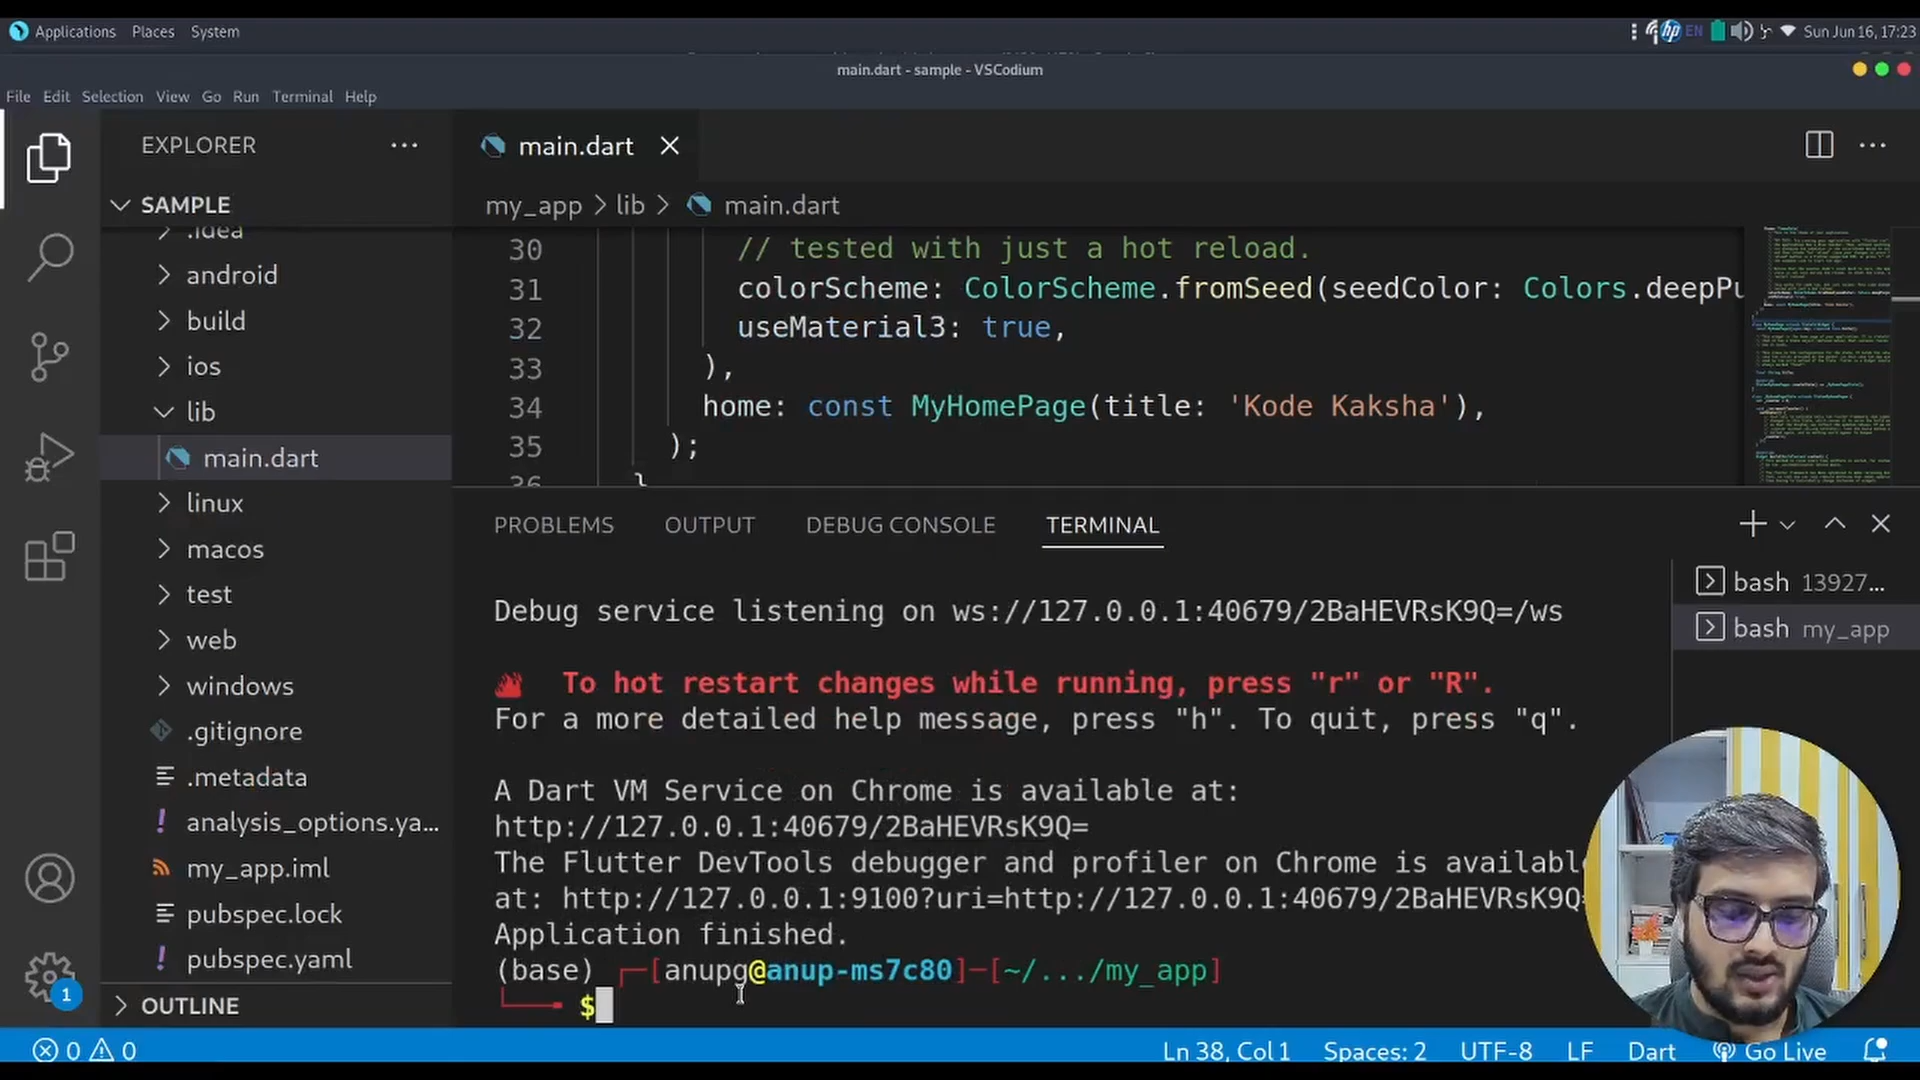 Applications Places System
EN Sun Jun 16, 17:23
main.dart - sample - VSCodium
File Edit Selection View Go Run Terminal Help
EXPLORER
SAMPLE
.idea
android
build
ios
lib
main.dart
linux
macos
test
web
windows
.gitignore
.metadata
analysis_options.ya...
my_app.iml
pubspec.lock
pubspec.yaml
OUTLINE
1
main.dart
my_app > lib > main.dart
30 // tested with just a hot reload.
31 colorScheme: ColorScheme.fromSeed(seedColor: Colors.deepPu
32 useMaterial3: true,
33 ),
34 home: const MyHomePage(title: 'Kode Kaksha'),
35 );
36 }
PROBLEMS OUTPUT DEBUG CONSOLE TERMINAL
Debug service listening on ws://127.0.0.1:40679/2BaHEVRsK9Q=/ws
To hot restart changes while running, press "r" or "R".
For a more detailed help message, press "h". To quit, press "q".
A Dart VM Service on Chrome is available at:
http://127.0.0.1:40679/2BaHEVRsK9Q=
The Flutter DevTools debugger and profiler on Chrome is available
at: http://127.0.0.1:9100?uri=http://127.0.0.1:40679/2BaHEVRsK9Q=
Application finished.
(base) ┌─[anupg@anup-ms7c80]─[~/.../my_app]
└──╼ $
bash 13927...
bash my_app
0 0
Ln 38, Col 1 Spaces: 2 UTF-8 LF Dart Go Live